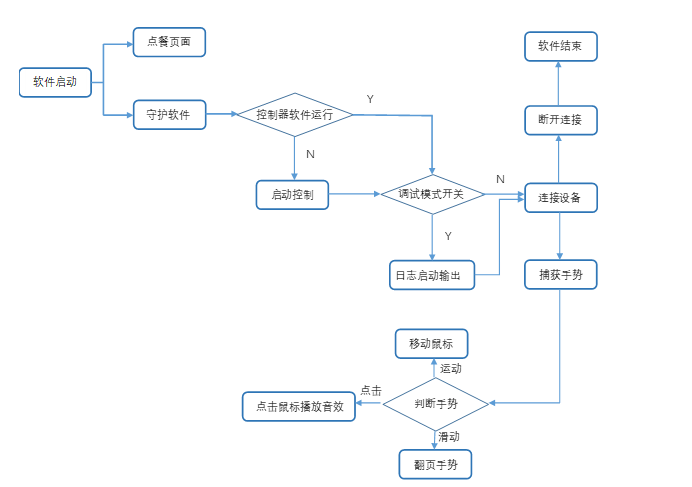 点餐页面
软件启动
守护软件
控制器软件运行
Y
N
启动控制
调试模式开关
N
Y
日志启动输出
软件结束
断开连接
连接设备
捕获手势
移动鼠标
运动
点击
点击鼠标播放音效
判断手势
滑动
翻页手势